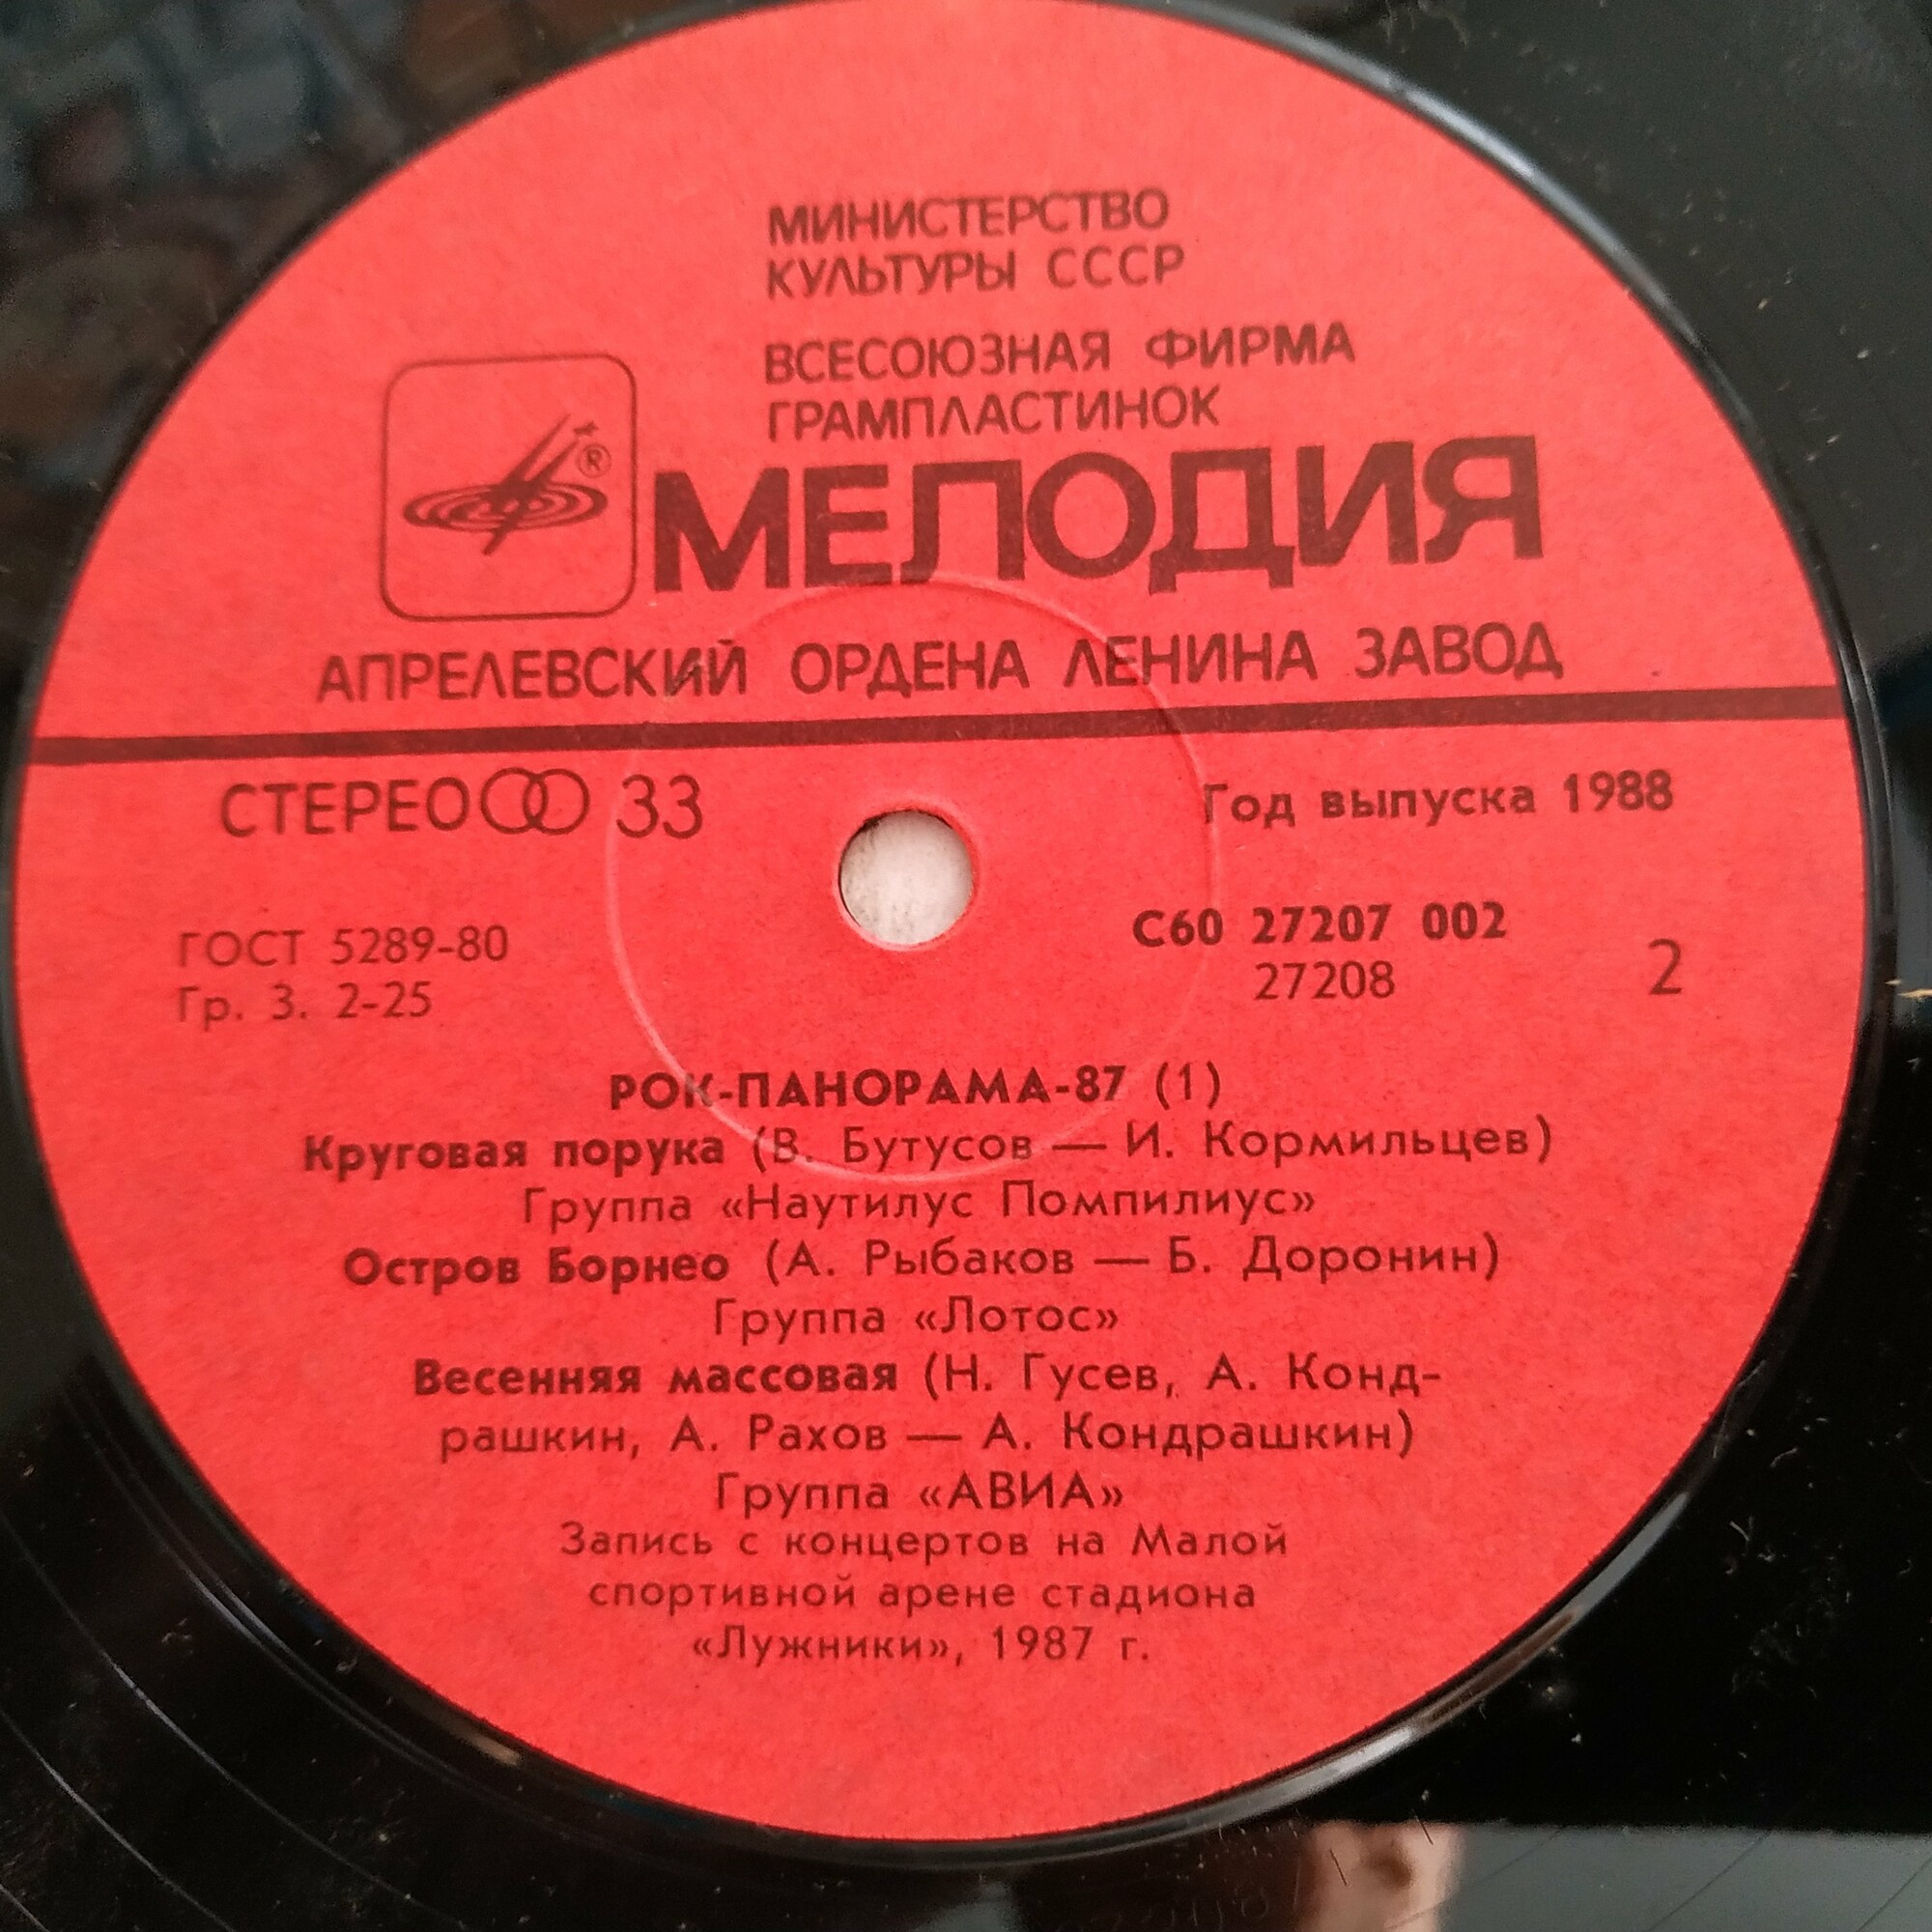 МИНИСТЕРСТВО
КУЛЬТУРЫ СССР
ВСЕСОЮЗНАЯ ФИРМА
ГРАМПЛАСТИНОК
®
МЕЛОДИЯ
АПРЕЛЕВСКИЙ ОРДЕНА ЛЕНИНА ЗАВОД
СТЕРЕО 33
Год выпуска 1988
ГОСТ 5289-80
Гр. 3. 2-25
С60 27207 002
27208
2
РОК-ПАНОРАМА-87 (1)
Круговая порука (В. Бутусов — И. Кормильцев)
Группа «Наутилус Помпилиус»
Остров Борнео (А. Рыбаков — Б. Доронин)
Группа «Лотос»
Весенняя массовая (Н. Гусев, А. Конд-
рашкин, А. Рахов — А. Кондрашкин)
Группа «АВИА»
Запись с концертов на Малой
спортивной арене стадиона
«Лужники», 1987 г.